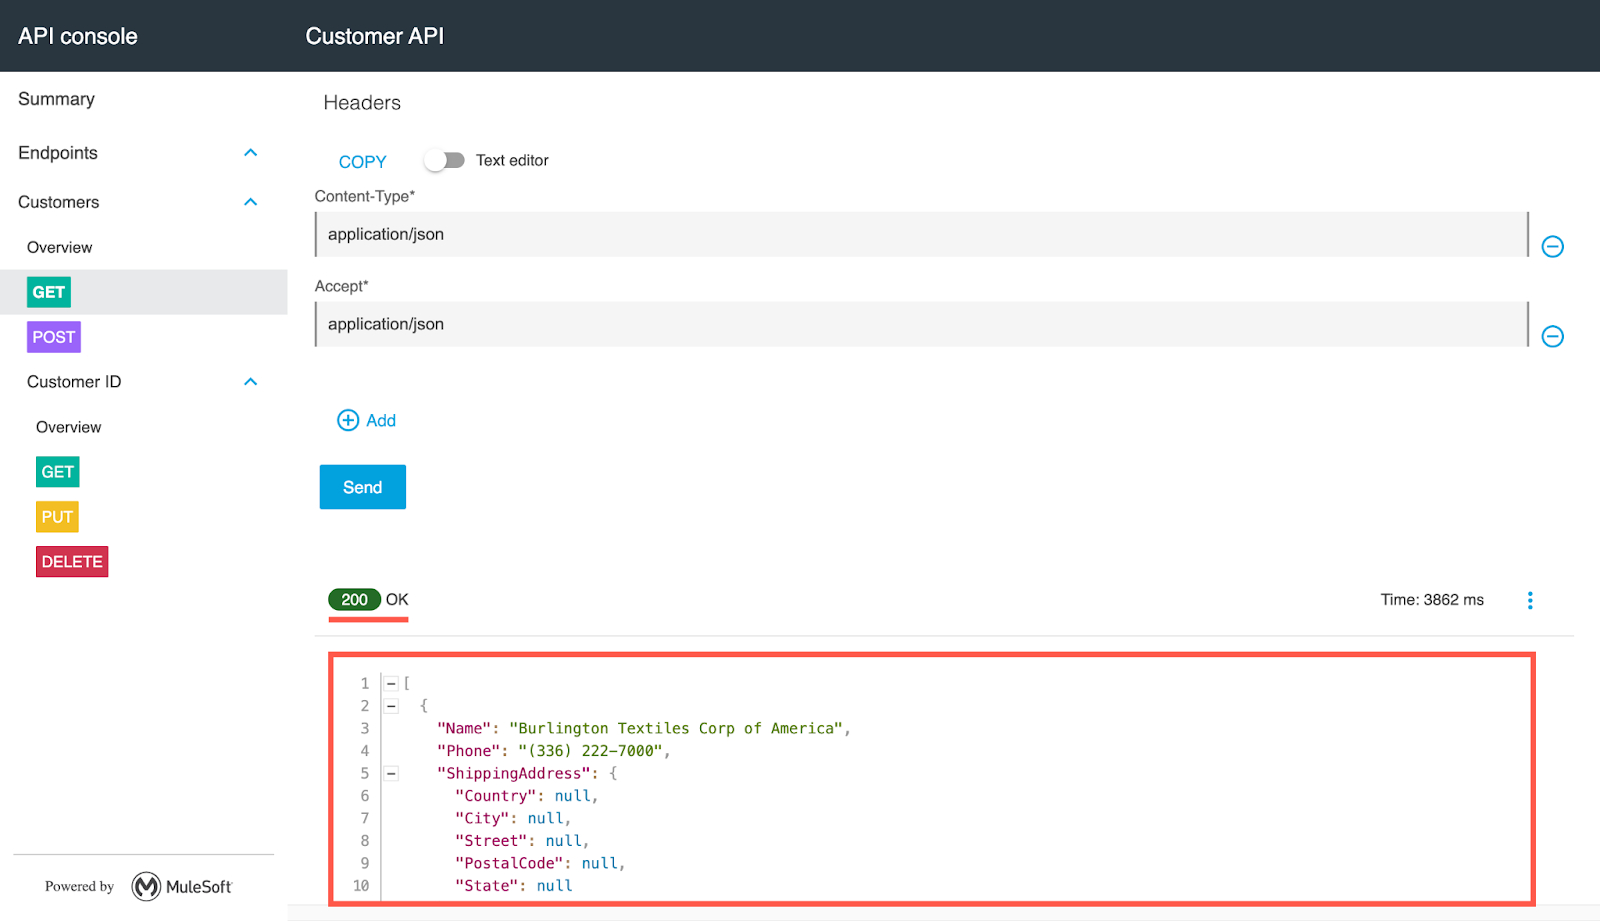 API console
Customer API
Summary
Endpoints
Customers
Overview
GET
POST
Customer ID
Overview
GET
PUT
DELETE
Powered by MuleSoft
Headers
COPY Text editor
Content-Type*
application/json
Accept*
application/json
Add
Send
200 OK
Time: 3862 ms
1 [
2 {
3 "Name": "Burlington Textiles Corp of America",
4 "Phone": "(336) 222-7000",
5 "ShippingAddress": {
6 "Country": null,
7 "City": null,
8 "Street": null,
9 "PostalCode": null,
10 "State": null